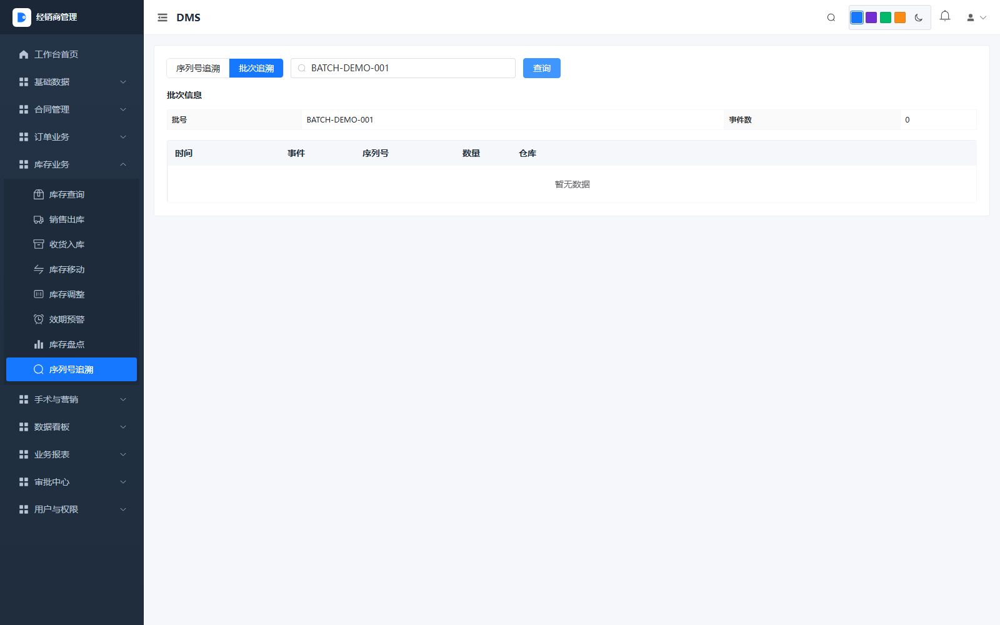 经销商管理
DMS
工作台首页
基础数据
合同管理
订单业务
库存业务
库存查询
销售出库
收货入库
库存移动
库存调整
效期预警
库存盘点
序列号追溯
手术与营销
数据看板
业务报表
审批中心
用户与权限
序列号追溯 批次追溯 BATCH-DEMO-001 查询
批次信息
批号 BATCH-DEMO-001 事件数 0
时间 事件 序列号 数量 仓库
暂无数据